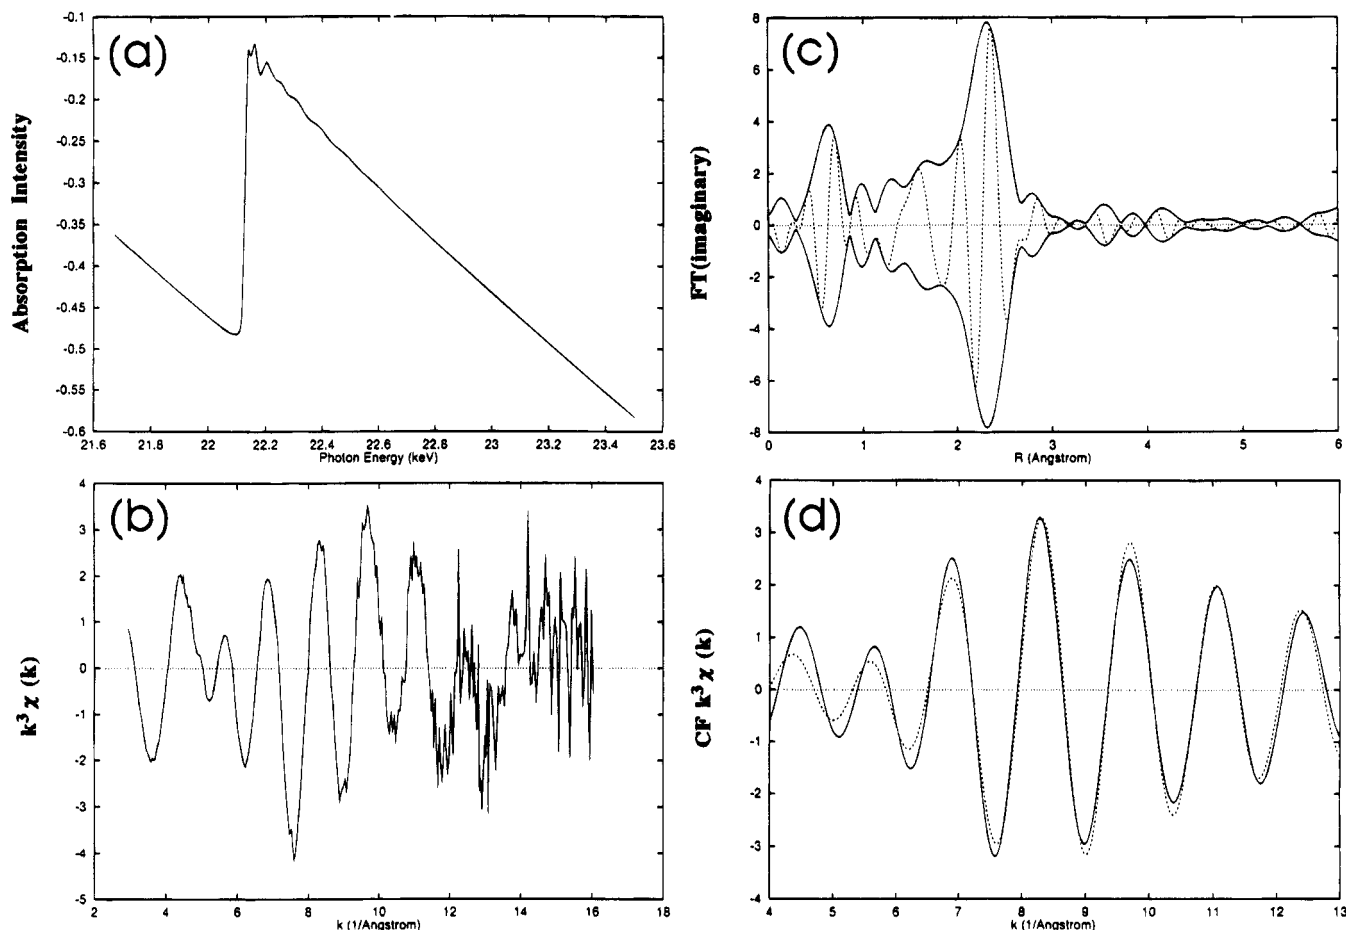 (a)
Absorption Intensity
-0.1
-0.15
-0.2
-0.25
-0.3
-0.35
-0.4
-0.45
-0.5
-0.55
-0.6
21.6 21.8 22 22.2 22.4 22.6 22.8 23 23.2 23.4 23.6
Photon Energy (keV)
(c)
FT(imaginary)
8
6
4
2
0
-2
-4
-6
-8
0 1 2 3 4 5 6
R (Angstrom)
(b)
k³ χ (k)
4
3
2
1
0
-1
-2
-3
-4
-5
2 4 6 8 10 12 14 16 18
k (1/Angstrom)
(d)
CF k³ χ (k)
4
3
2
1
0
-1
-2
-3
-4
4 5 6 7 8 9 10 11 12 13
k (1/Angstrom)